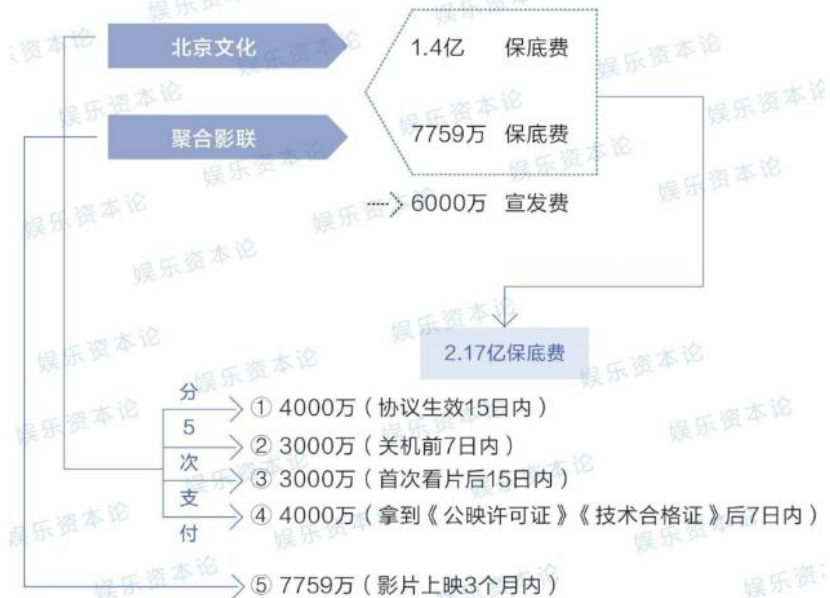 北京文化
1.4亿 保底费
聚合影联
7759万 保底费
6000万 宣发费
2.17亿保底费
分5次支付
① 4000万（协议生效15日内）
② 3000万（关机前7日内）
③ 3000万（首次看片后15日内）
④ 4000万（拿到《公映许可证》《技术合格证》后7日内）
⑤ 7759万（影片上映3个月内）
娱乐资本论